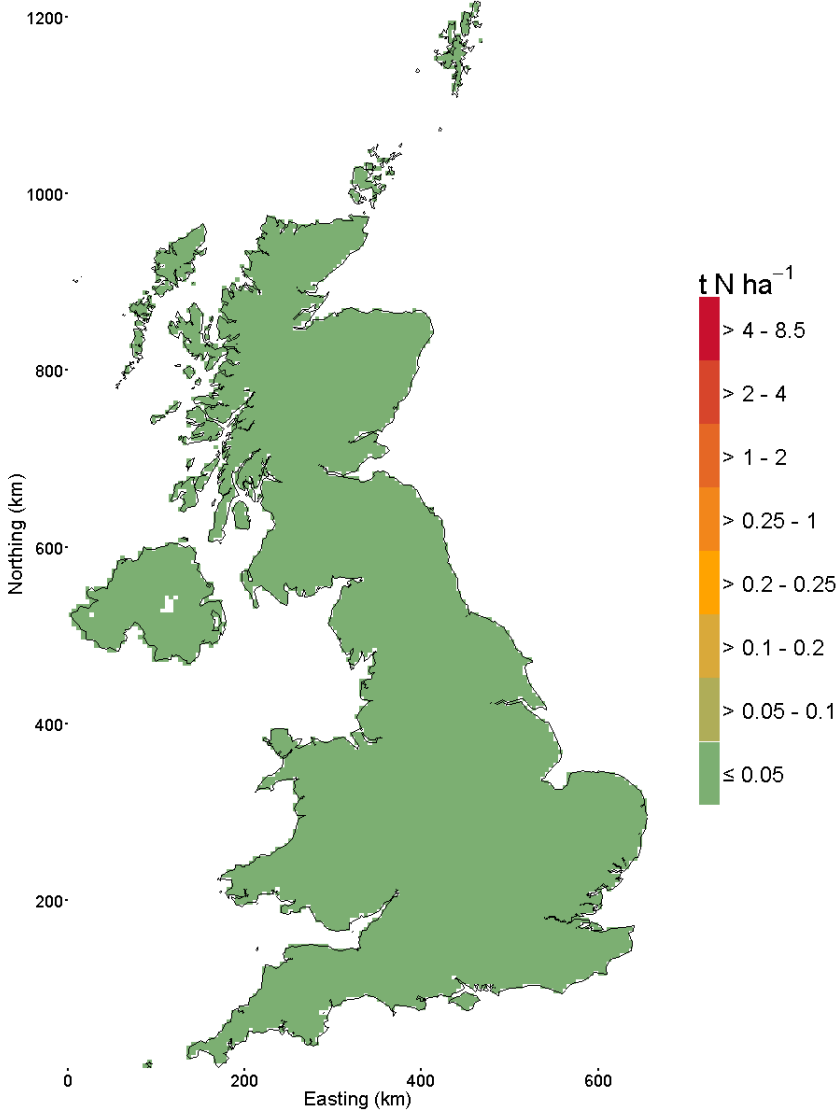 1200
1000
800
600
400
200
Northing (km)
0
200
400
600
Easting (km)
t N ha⁻¹
> 4 - 8.5
> 2 - 4
> 1 - 2
> 0.25 - 1
> 0.2 - 0.25
> 0.1 - 0.2
> 0.05 - 0.1
≤ 0.05